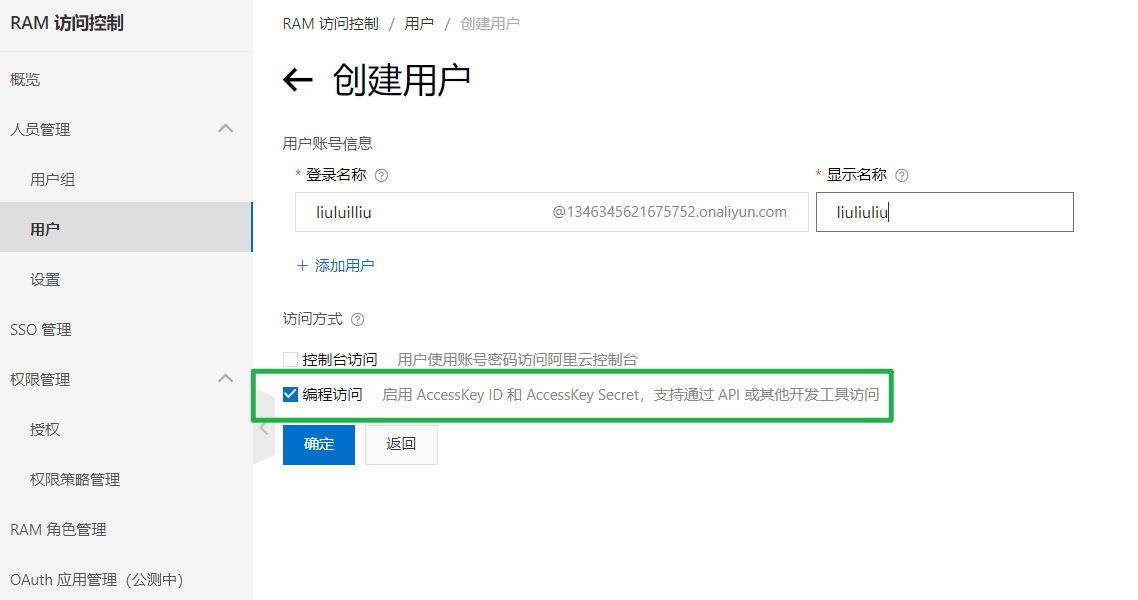 RAM 访问控制
概览
人员管理
用户组
用户
设置
SSO 管理
权限管理
授权
权限策略管理
RAM 角色管理
OAuth 应用管理（公测中）
RAM 访问控制 / 用户 / 创建用户
← 创建用户
用户账号信息
* 登录名称 ?
liuluilliu @1346345621675752.onaliyun.com
* 显示名称 ?
liuliuliu
+ 添加用户
访问方式 ?
控制台访问 用户使用账号密码访问阿里云控制台
编程访问 启用 AccessKey ID 和 AccessKey Secret，支持通过 API 或其他开发工具访问
确定 返回